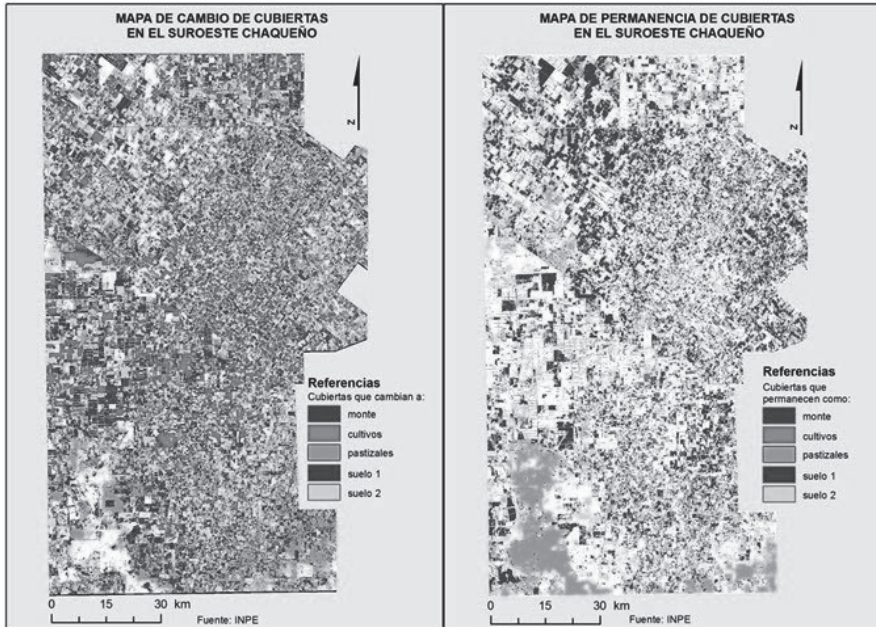 MAPA DE CAMBIO DE CUBIERTAS
EN EL SUROESTE CHAQUEÑO
N
Referencias
Cubiertas que cambian a:
monte
cultivos
pastizales
suelo 1
suelo 2
0 15 30 km
Fuente: INPE
MAPA DE PERMANENCIA DE CUBIERTAS
EN EL SUROESTE CHAQUEÑO
N
Referencias
Cubiertas que
permanecen como:
monte
cultivos
pastizales
suelo 1
suelo 2
0 15 30 km
Fuente: INPE